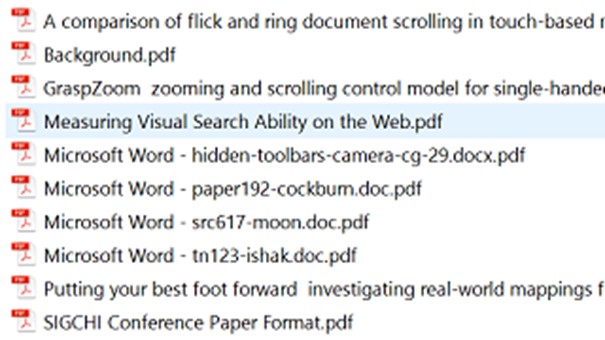 A comparison of flick and ring document scrolling in touch-based
Background.pdf
GraspZoom zooming and scrolling control model for single-hande
Measuring Visual Search Ability on the Web.pdf
Microsoft Word - hidden-toolbars-camera-cg-29.docx.pdf
Microsoft Word - paper192-cockburn.doc.pdf
Microsoft Word - src617-moon.doc.pdf
Microsoft Word - tn123-ishak.doc.pdf
Putting your best foot forward investigating real-world mappings f
SIGCHI Conference Paper Format.pdf